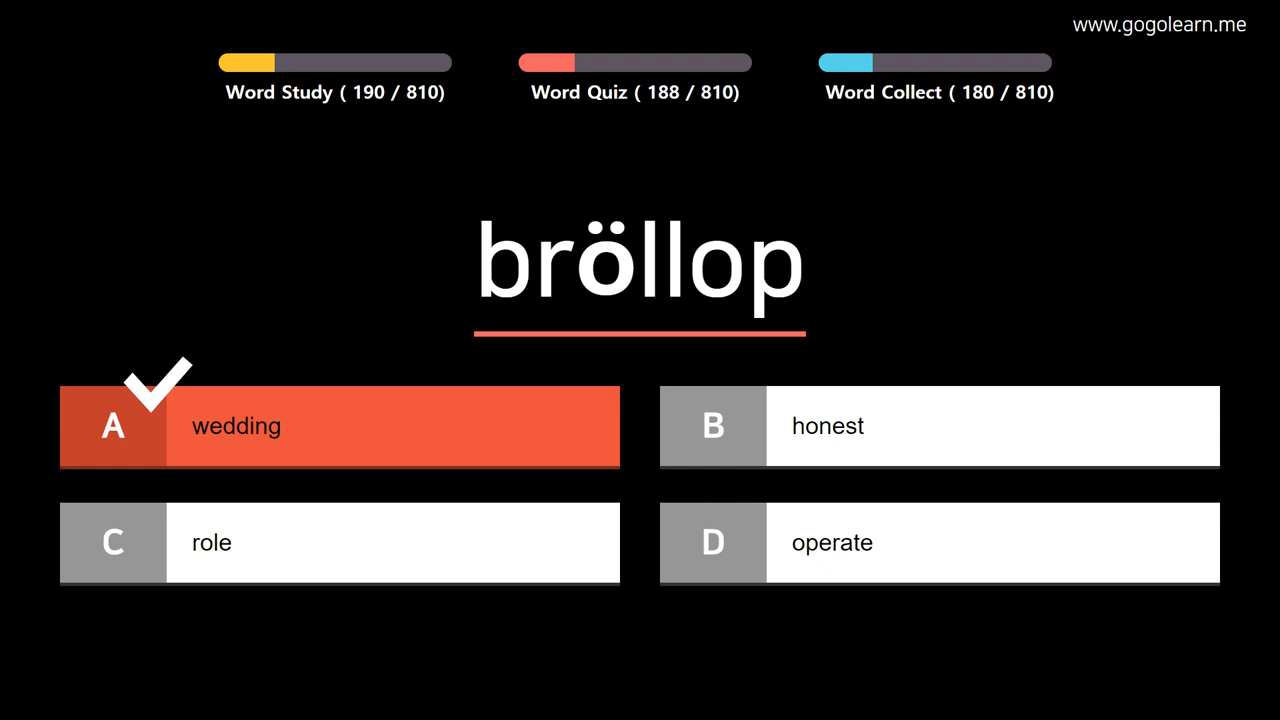 www.gogolearn.me
Word Study ( 190 / 810)
Word Quiz ( 188 / 810)
Word Collect ( 180 / 810)
bröllop
A wedding
B honest
C role
D operate